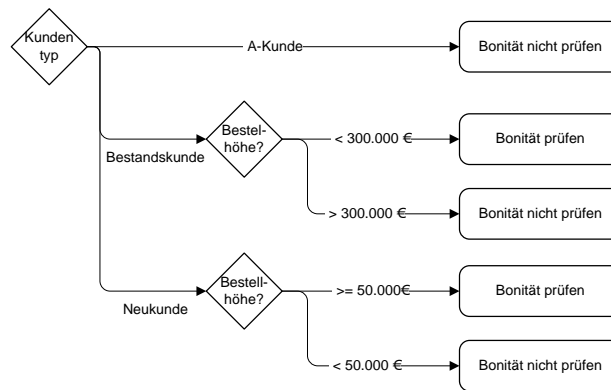 Kunden
typ
A-Kunde
Bonität nicht prüfen
Bestel-
höhe?
Bestandskunde
< 300.000 €
Bonität prüfen
> 300.000 €
Bonität nicht prüfen
Bestell-
höhe?
Neukunde
>= 50.000€
Bonität prüfen
< 50.000 €
Bonität nicht prüfen